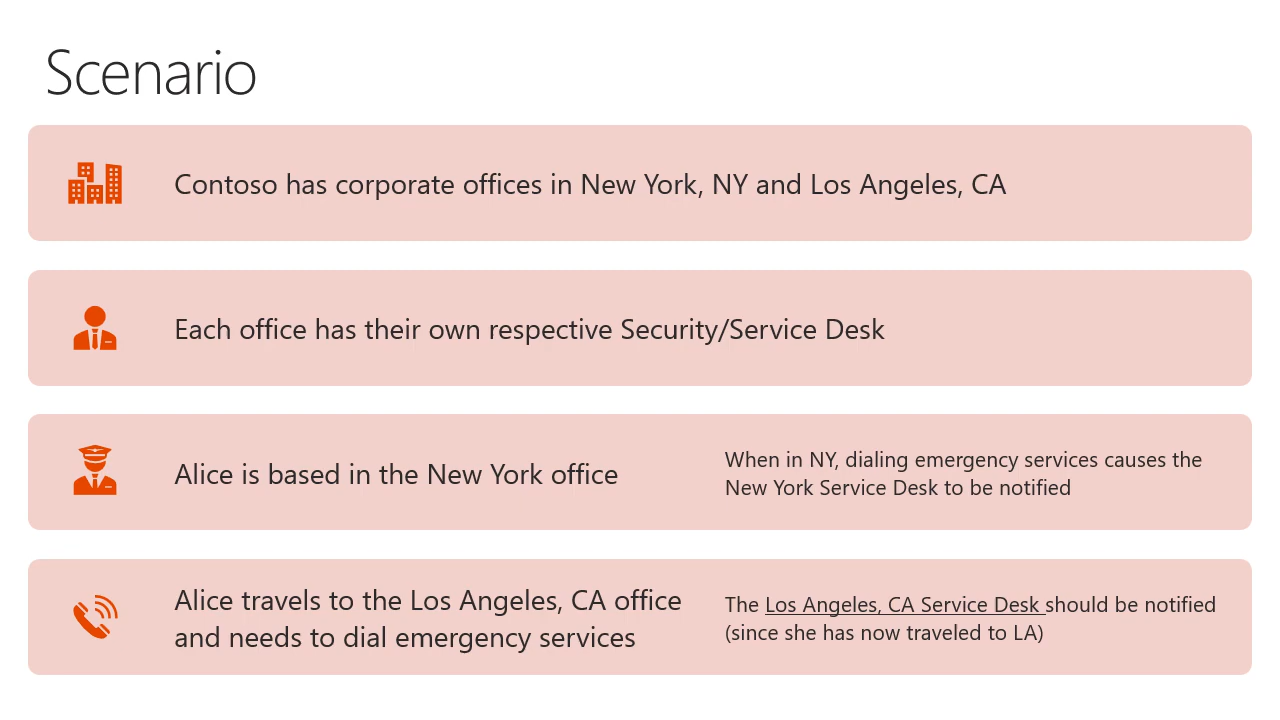 Scenario
Contoso has corporate offices in New York, NY and Los Angeles, CA
Each office has their own respective Security/Service Desk
Alice is based in the New York office
When in NY, dialing emergency services causes the
New York Service Desk to be notified
Alice travels to the Los Angeles, CA office
and needs to dial emergency services
The Los Angeles, CA Service Desk should be notified
(since she has now traveled to LA)